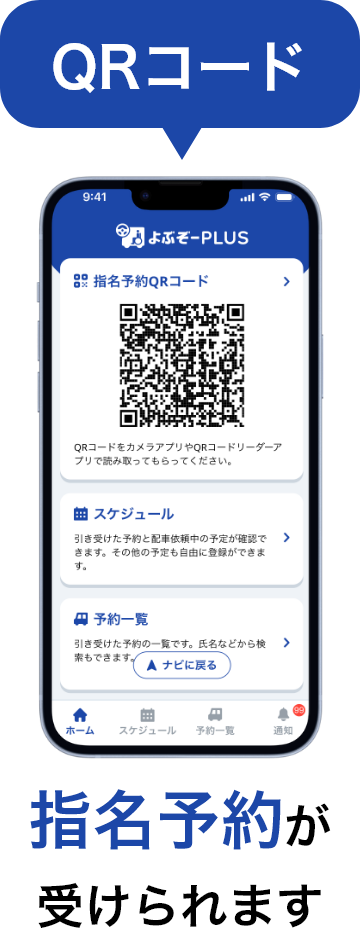 QRコード
9:41
よぶぞーPLUS
指名予約QRコード
QRコードをカメラアプリやQRコードリーダーア
プリで読み取ってもらってください。
スケジュール
引き受けた予約と配車依頼中の予定が確認で
きます。その他の予定も自由に登録ができま
す。
予約一覧
引き受けた予約の一覧です。氏名などから検
索もできます。
ナビに戻る
99
ホーム スケジュール 予約一覧 通知
指名予約が
受けられます